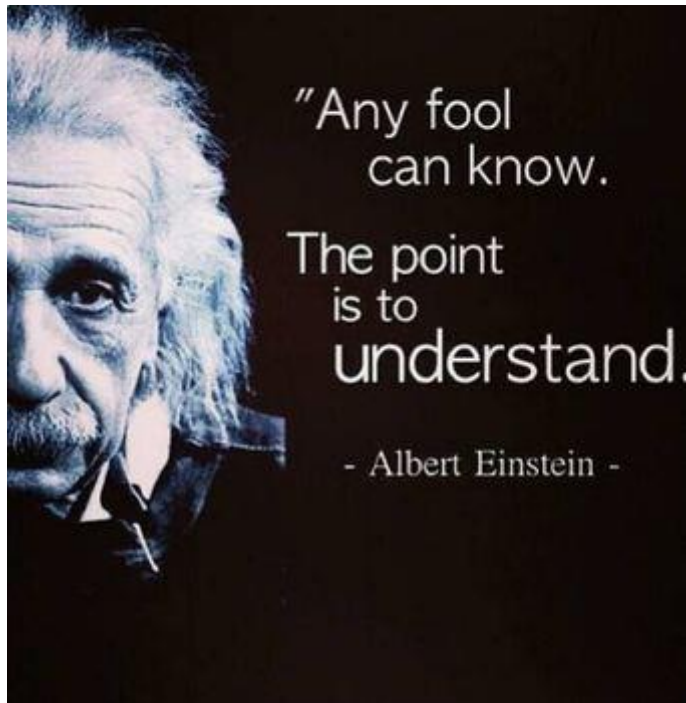 "Any fool
can know.
The point
is to
understand.
- Albert Einstein -